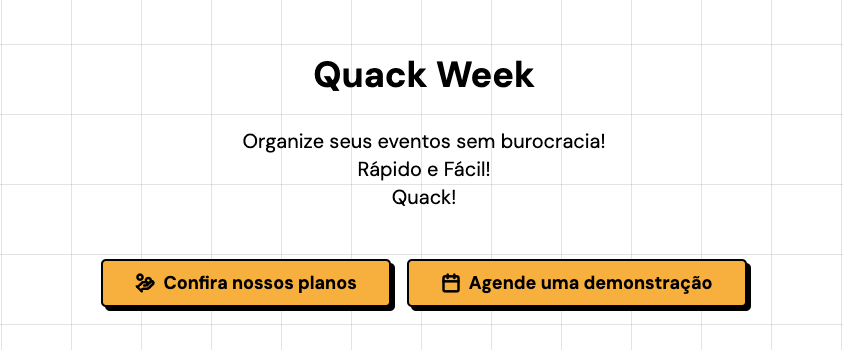 Quack Week
Organize seus eventos sem burocracia!
Rápido e Fácil!
Quack!
Confira nossos planos
Agende uma demonstração